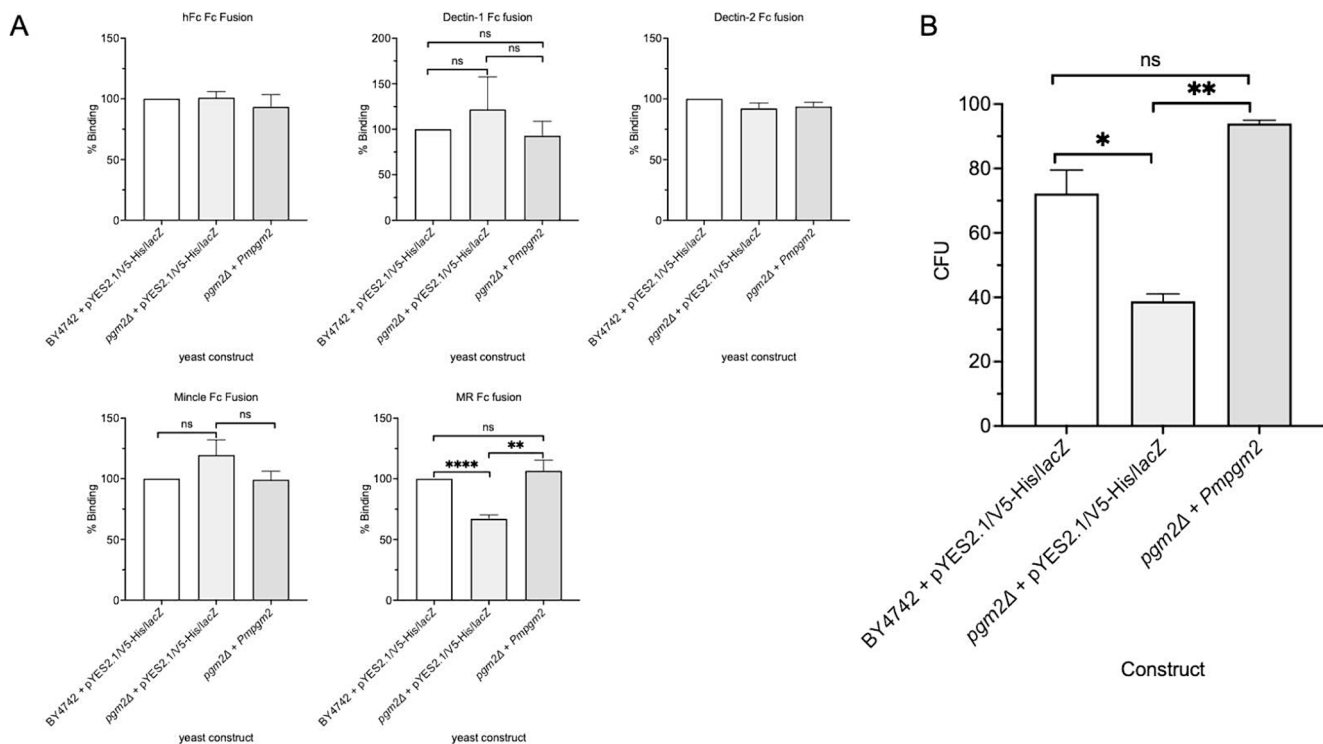 A
hFc Fc Fusion
% Binding
150
100
50
0
BY4742 + pYES2.1/V5-His/lacZ
pgm2Δ + pYES2.1/V5-His/lacZ
pgm2Δ + Pmpgm2
yeast construct
Dectin-1 Fc fusion
% Binding
200
150
100
50
0
ns
ns
ns
BY4742 + pYES2.1/V5-His/lacZ
pgm2Δ + pYES2.1/V5-His/lacZ
pgm2Δ + Pmpgm2
yeast construct
Dectin-2 Fc fusion
% Binding
150
100
50
0
BY4742 + pYES2.1/V5-His/lacZ
pgm2Δ + pYES2.1/V5-His/lacZ
pgm2Δ + Pmpgm2
yeast construct
Mincle Fc Fusion
% Binding
150
100
50
0
ns
ns
BY4742 + pYES2.1/V5-His/lacZ
pgm2Δ + pYES2.1/V5-His/lacZ
pgm2Δ + Pmpgm2
yeast construct
MR Fc fusion
% Binding
150
100
50
0
ns
**
****
BY4742 + pYES2.1/V5-His/lacZ
pgm2Δ + pYES2.1/V5-His/lacZ
pgm2Δ + Pmpgm2
yeast construct
B
CFU
100
80
60
40
20
0
ns
**
*
BY4742 + pYES2.1/V5-His/lacZ
pgm2Δ + pYES2.1/V5-His/lacZ
pgm2Δ + Pmpgm2
Construct